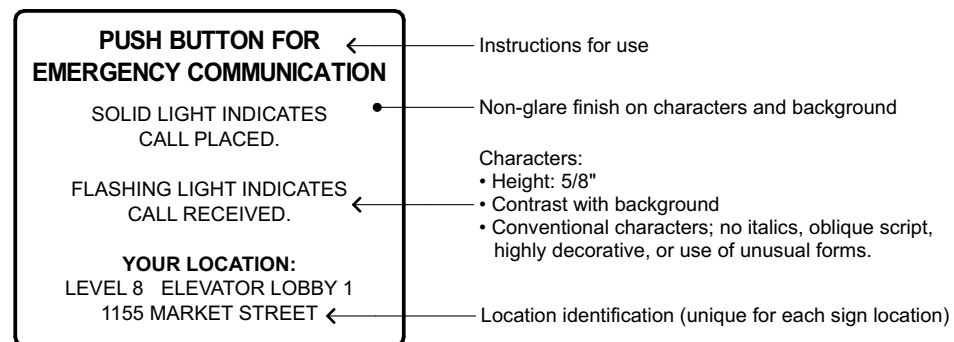 PUSH BUTTON FOR
EMERGENCY COMMUNICATION
SOLID LIGHT INDICATES
CALL PLACED.
FLASHING LIGHT INDICATES
CALL RECEIVED.
YOUR LOCATION:
LEVEL 8 ELEVATOR LOBBY 1
1155 MARKET STREET
Instructions for use
Non-glare finish on characters and background
Characters:
• Height: 5/8"
• Contrast with background
• Conventional characters; no italics, oblique script,
highly decorative, or use of unusual forms.
Location identification (unique for each sign location)